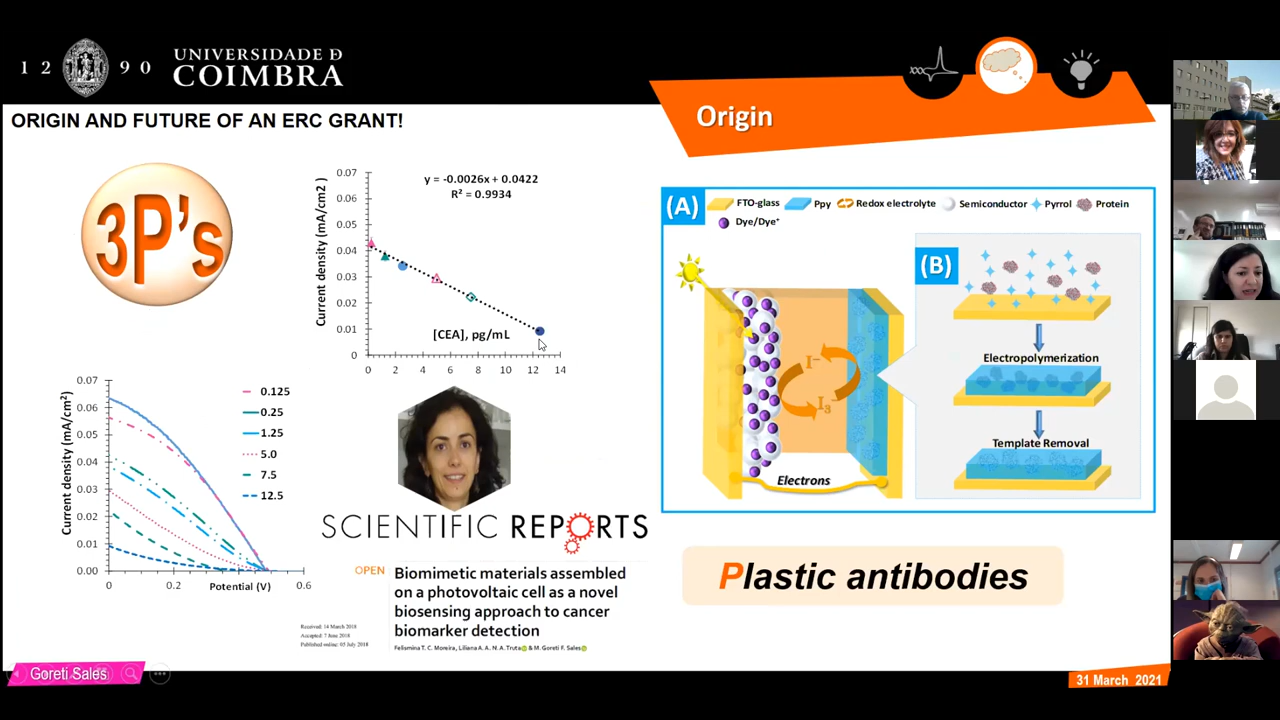 1 2 9 0
UNIVERSIDADE Ð
COIMBRA
ORIGIN AND FUTURE OF AN ERC GRANT!
Origin
3P's
Current density (mA/cm2 )
0.07
0.06
0.05
0.04
0.03
0.02
0.01
0
y = -0.0026x + 0.0422
R² = 0.9934
[CEA], pg/mL
0 2 4 6 8 10 12 14
Current density (mA/cm²)
0.07
0.06
0.05
0.04
0.03
0.02
0.01
0.00
0.125
0.25
1.25
5.0
7.5
12.5
0 0.2 0.6
Potential (V)
SCIENTIFIC REPORTS
OPEN
Biomimetic materials assembled
on a photovoltaic cell as a novel
biosensing approach to cancer
biomarker detection
Received: 14 March 2018
Accepted: 7 June 2018
Published online: 05 July 2018
Felismina T. C. Moreira, Liliana A. A. N. A. Truta & M. Goreti F. Sales
(A)
FTO-glass Ppy Redox electrolyte Semiconductor Pyrrol Protein
Dye/Dye⁺
(B)
I⁻
I₃⁻
Electrons
Electropolymerization
Template Removal
Plastic antibodies
Goreti Sales
31 March 2021